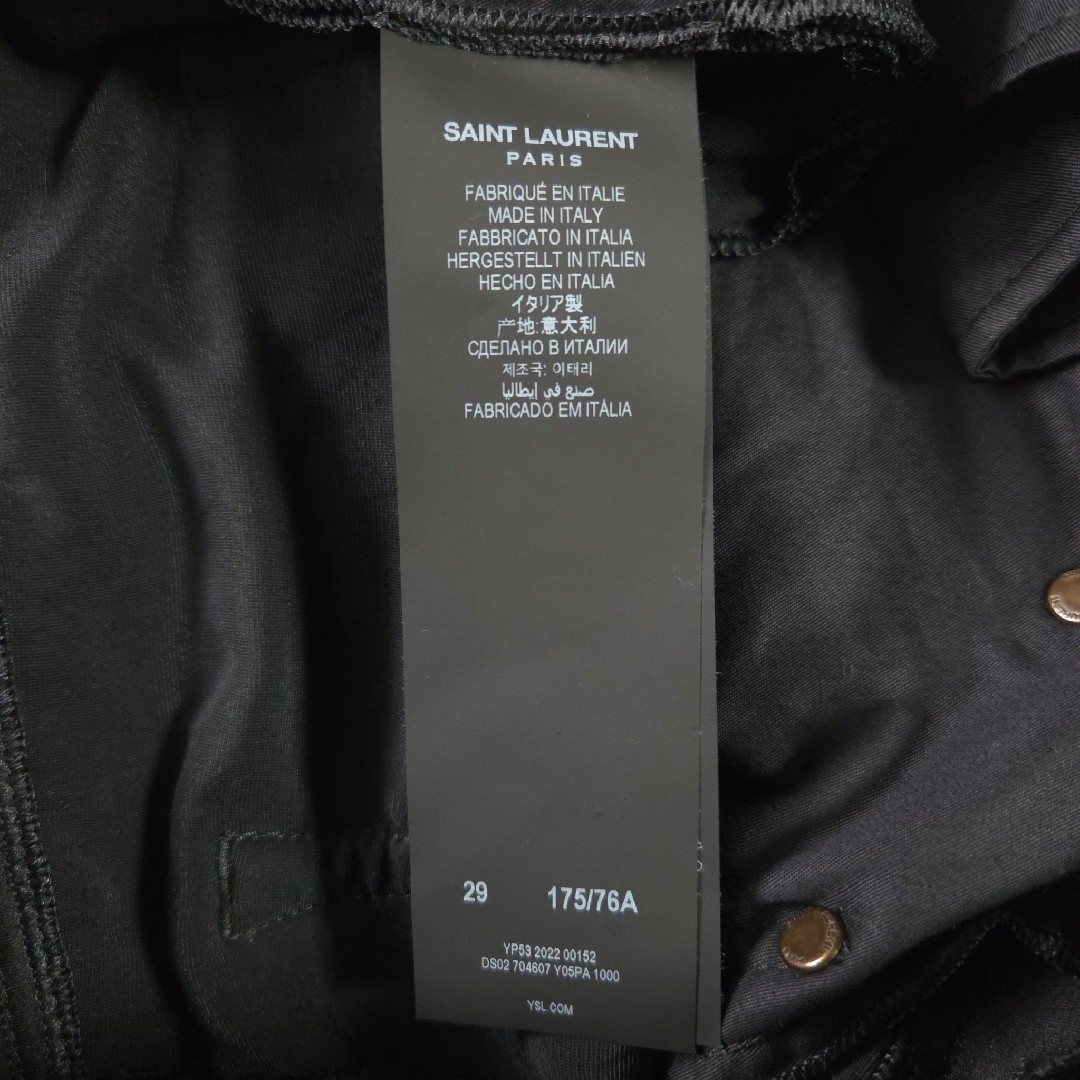 SAINT LAURENT
PARIS
FABRIQUÉ EN ITALIE
MADE IN ITALY
FABBRICATO IN ITALIA
HERGESTELLT IN ITALIEN
HECHO EN ITALIA
イタリア製
产地:意大利
СДЕЛАНО В ИТАЛИИ
제조국: 이태리
صنع في إيطاليا
FABRICADO EM ITÁLIA
29 175/76A
YP53 2022 00152
DS02 704607 Y05PA 1000
YSL.COM